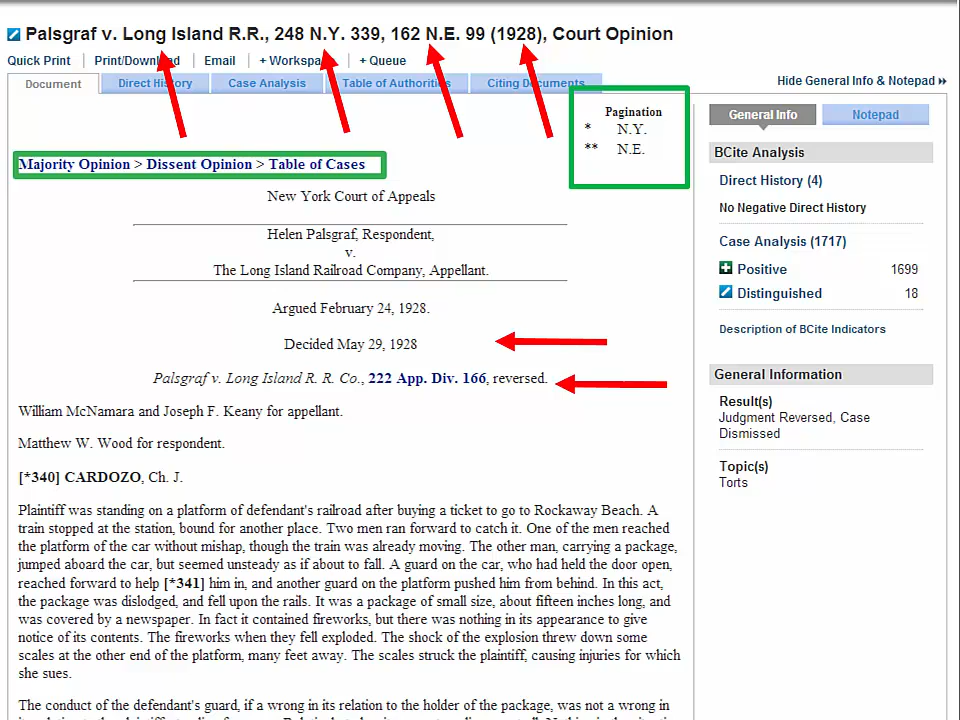 Palsgraf v. Long Island R.R., 248 N.Y. 339, 162 N.E. 99 (1928), Court Opinion
Quick Print Print/Download Email + Workspa + Queue
Hide General Info & Notepad
Document Direct History Case Analysis Table of Authorities Citing Documents
Pagination
* N.Y.
** N.E.
Majority Opinion > Dissent Opinion > Table of Cases
New York Court of Appeals
Helen Palsgraf, Respondent,
v.
The Long Island Railroad Company, Appellant.
Argued February 24, 1928.
Decided May 29, 1928
Palsgraf v. Long Island R. R. Co., 222 App. Div. 166, reversed.
William McNamara and Joseph F. Keany for appellant.
Matthew W. Wood for respondent.
[*340] CARDOZO, Ch. J.
Plaintiff was standing on a platform of defendant's railroad after buying a ticket to go to Rockaway Beach. A
train stopped at the station, bound for another place. Two men ran forward to catch it. One of the men reached
the platform of the car without mishap, though the train was already moving. The other man, carrying a package,
jumped aboard the car, but seemed unsteady as if about to fall. A guard on the car, who had held the door open,
reached forward to help [*341] him in, and another guard on the platform pushed him from behind. In this act,
the package was dislodged, and fell upon the rails. It was a package of small size, about fifteen inches long, and
was covered by a newspaper. In fact it contained fireworks, but there was nothing in its appearance to give
notice of its contents. The fireworks when they fell exploded. The shock of the explosion threw down some
scales at the other end of the platform, many feet away. The scales struck the plaintiff, causing injuries for which
she sues.
The conduct of the defendant's guard, if a wrong in its relation to the holder of the package, was not a wrong in
General Info Notepad
BCite Analysis
Direct History (4)
No Negative Direct History
Case Analysis (1717)
Positive 1699
Distinguished 18
Description of BCite Indicators
General Information
Result(s)
Judgment Reversed, Case
Dismissed
Topic(s)
Torts